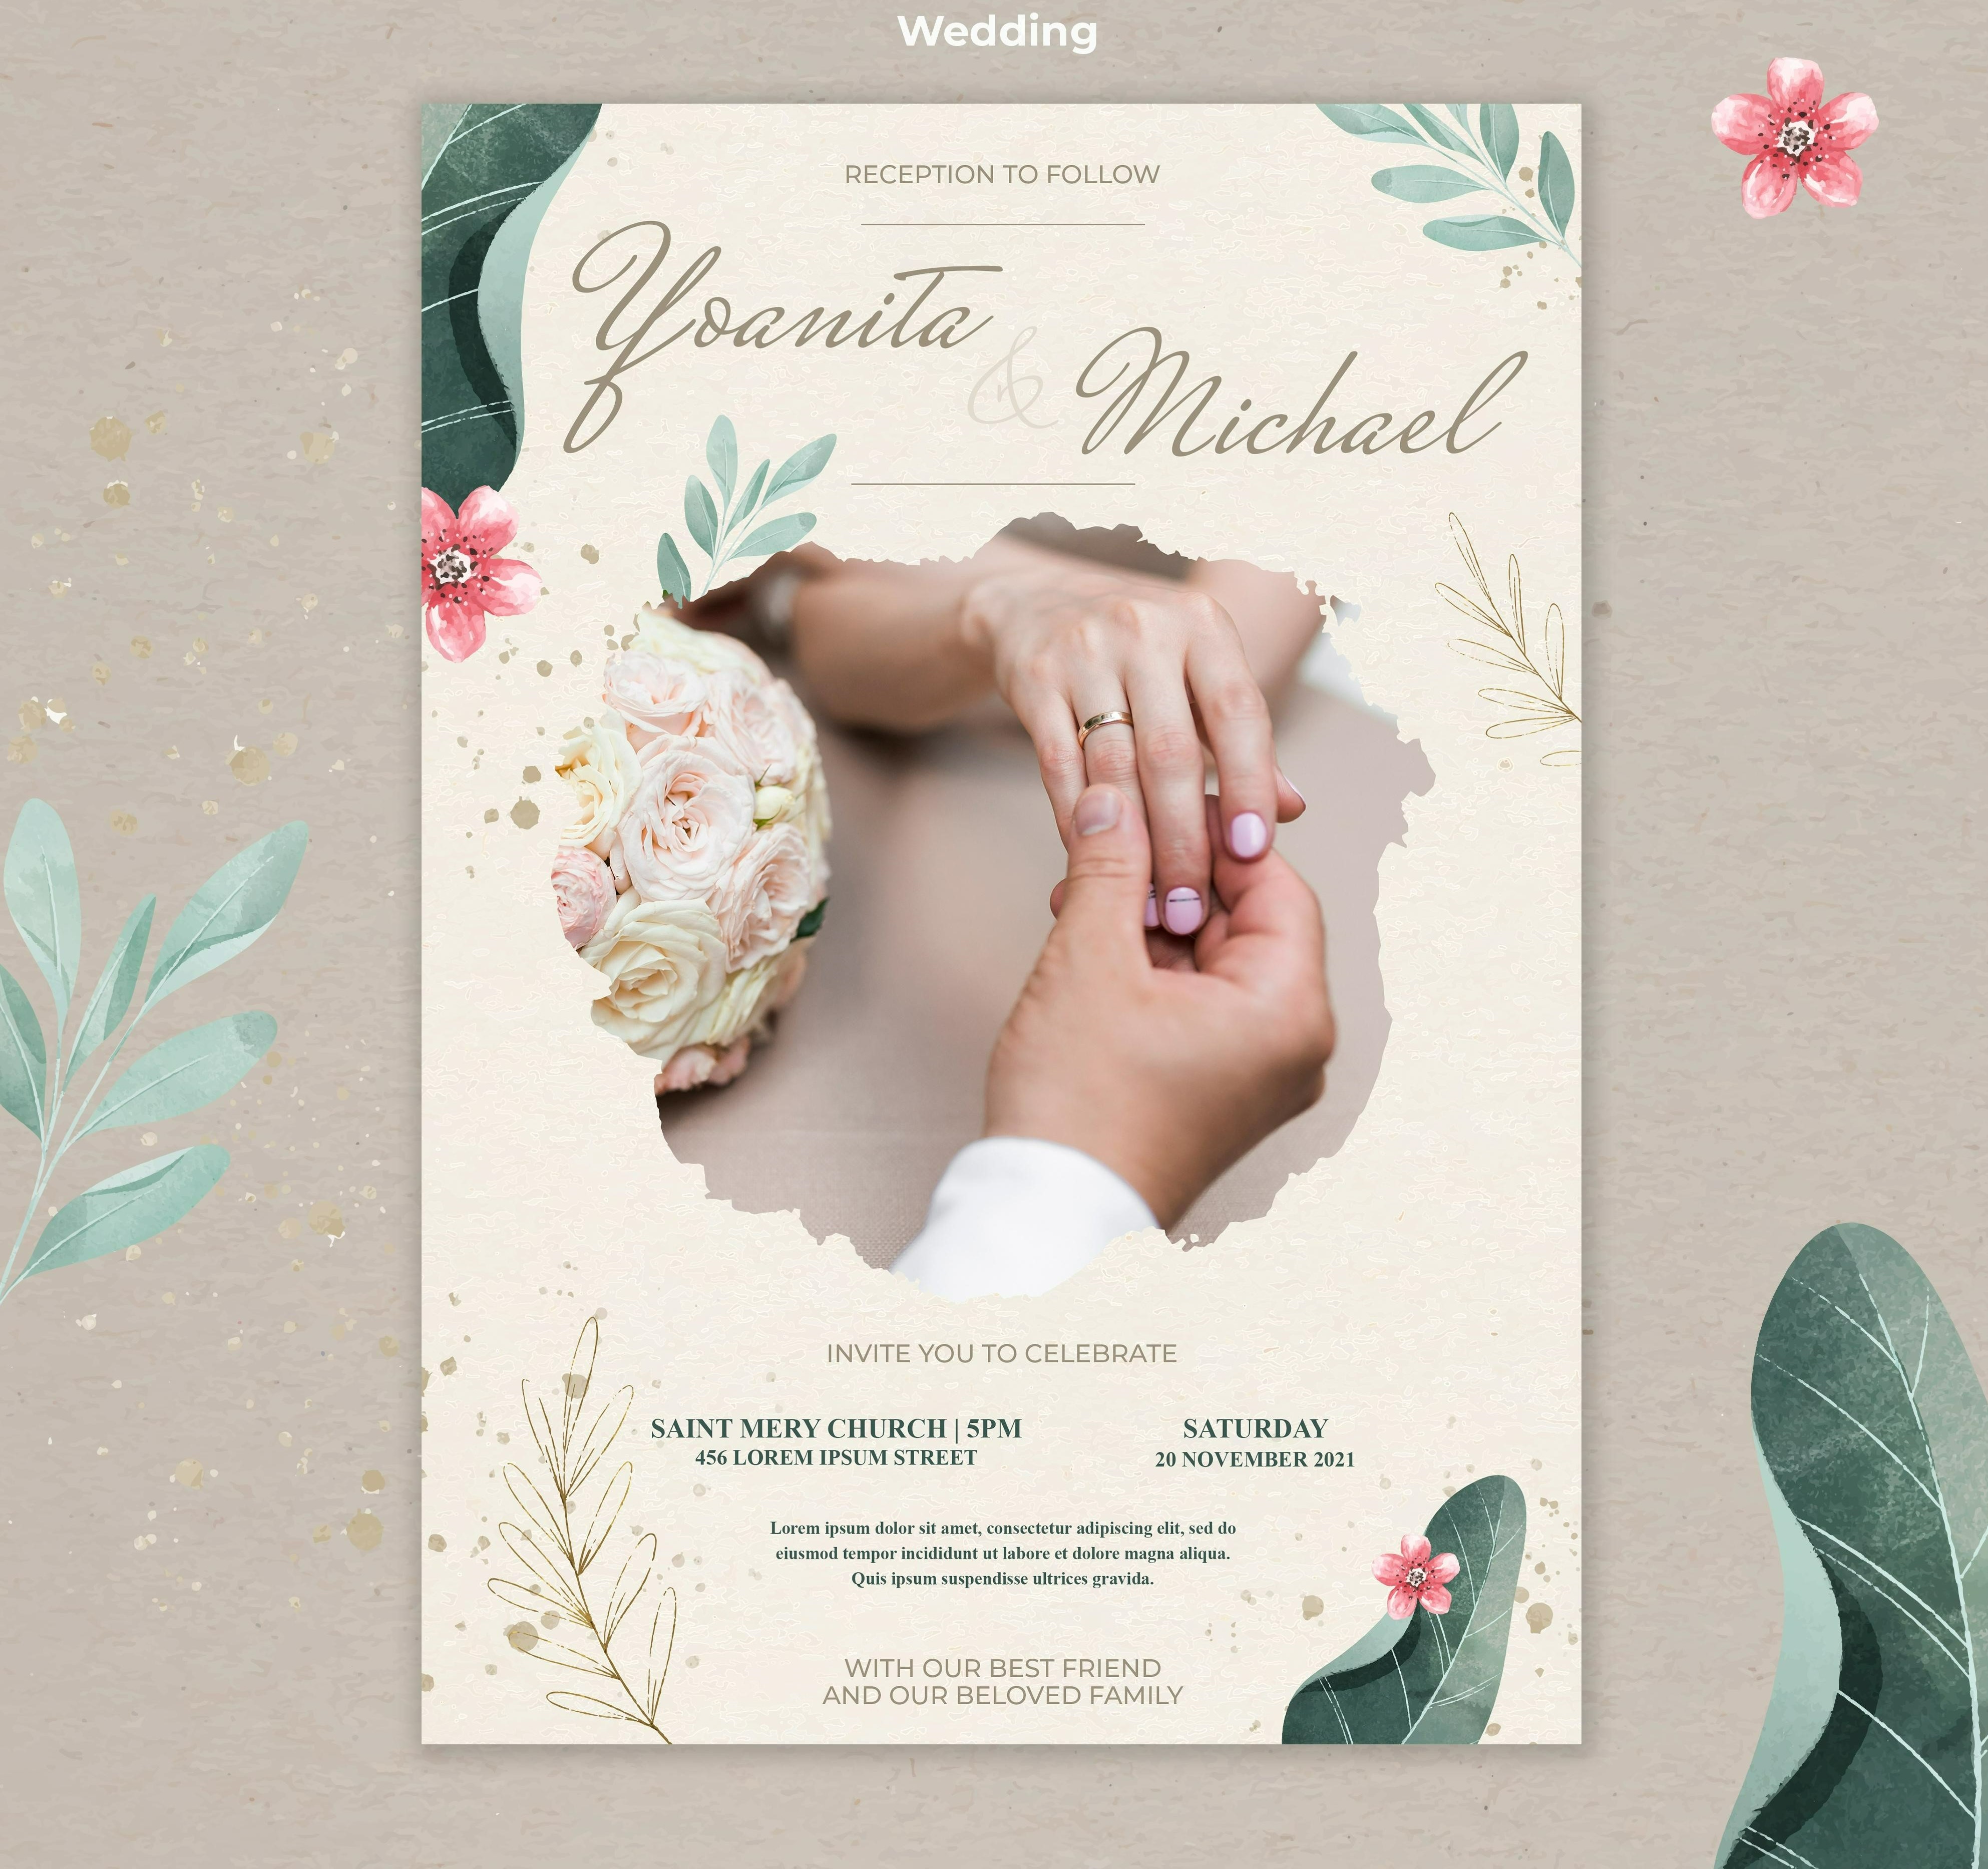 Wedding
RECEPTION TO FOLLOW
Yoanita
& Michael
INVITE YOU TO CELEBRATE
SAINT MERY CHURCH | 5PM
456 LOREM IPSUM STREET
SATURDAY
20 NOVEMBER 2021
Lorem ipsum dolor sit amet, consectetur adipiscing elit, sed do
eiusmod tempor incididunt ut labore et dolore magna aliqua.
Quis ipsum suspendisse ultrices gravida.
WITH OUR BEST FRIEND
AND OUR BELOVED FAMILY